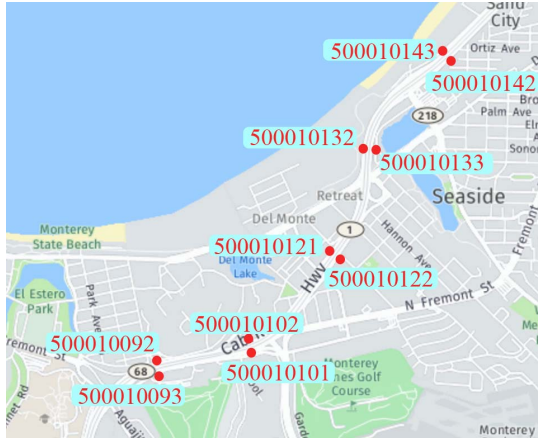 Sand
City
500010143
Ortiz Ave
500010142
218
Palm Ave
500010132
500010133
Retreat
Seaside
Del Monte
1
Hannon Ave
Fremont
Monterey
State Beach
500010121
Del Monte
Lake
500010122
Hwy
El Estero
Park
Park Ave
N Fremont St
500010102
Fremont St
500010092
500010101
68
500010093
Monterey
Golf
Course
Monterey